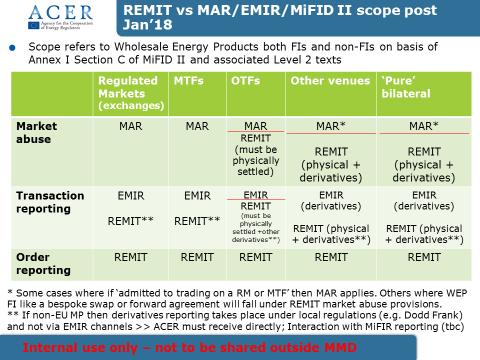 ACER
Agency for the Cooperation
of Energy Regulators
REMIT vs MAR/EMIR/MiFID II scope post
Jan’18
Scope refers to Wholesale Energy Products both FIs and non-FIs on basis of
Annex I Section C of MiFID II and associated Level 2 texts
Regulated
Markets
(exchanges)
MTFs
OTFs
Other venues
‘Pure’
bilateral
Market
abuse
MAR
MAR
MAR
REMIT
(must be
physically
settled)
MAR*
REMIT
(physical +
derivatives)
MAR*
REMIT
(physical +
derivatives)
Transaction
reporting
EMIR
REMIT**
EMIR
REMIT**
EMIR
REMIT
(must be
physically
settled +other
derivatives**)
EMIR
(derivatives)
REMIT (physical
+ derivatives**)
EMIR
(derivatives)
REMIT (physical
+ derivatives**)
Order
reporting
REMIT
REMIT
REMIT
REMIT
REMIT
* Some cases where if ‘admitted to trading on a RM or MTF’ then MAR applies. Others where WEP
FI like a bespoke swap or forward agreement will fall under REMIT market abuse provisions.
** If non-EU MP then derivatives reporting takes place under local regulations (e.g. Dodd Frank)
and not via EMIR channels >> ACER must receive directly; Interaction with MiFIR reporting (tbc)
Internal use only – not to be shared outside MMD